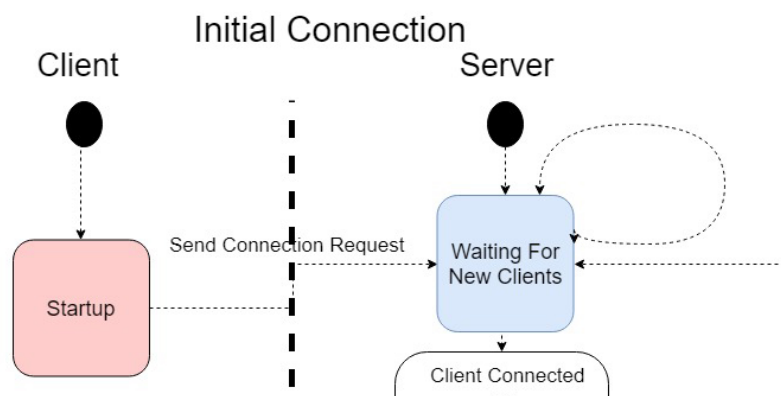 Initial Connection
Client
Server
Send Connection Request
Waiting For
New Clients
Startup
Client Connected